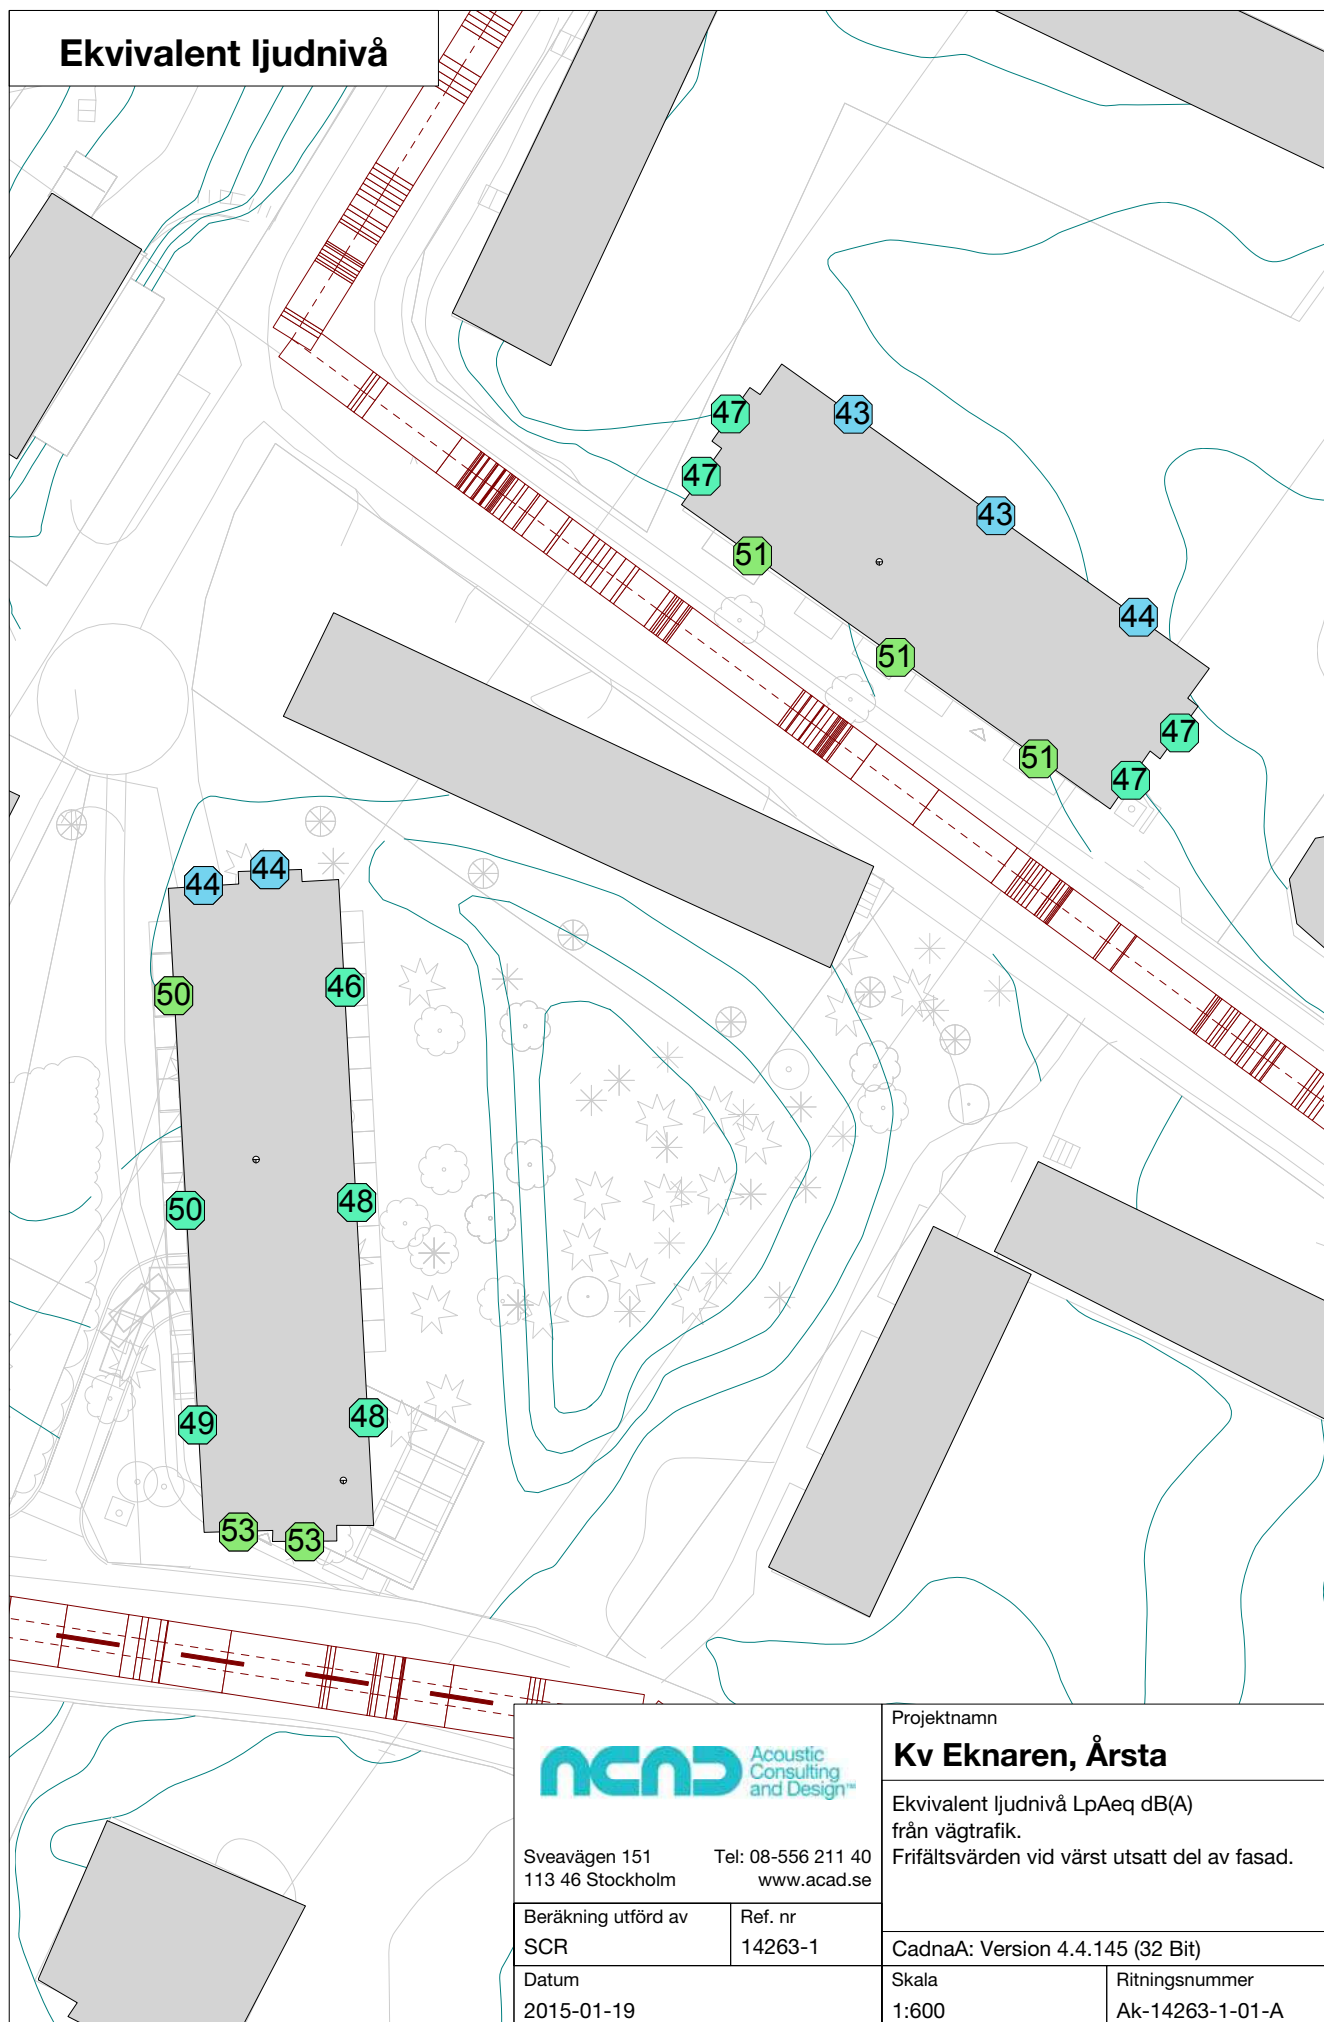 Ekvivalent ljudnivå
47
43
47
43
51
44
51
47
51
47
44
44
50
46
50
48
49
48
53
53
ACAD
Acoustic
Consulting
and Design™
Sveavägen 151
113 46 Stockholm
Tel: 08-556 211 40
www.acad.se
Beräkning utförd av
SCR
Ref. nr
14263-1
Datum
2015-01-19
Projektnamn
Kv Eknaren, Årsta
Ekvivalent ljudnivå LpAeq dB(A)
från vägtrafik.
Frifältsvärden vid värst utsatt del av fasad.
CadnaA: Version 4.4.145 (32 Bit)
Skala
1:600
Ritningsnummer
Ak-14263-1-01-A